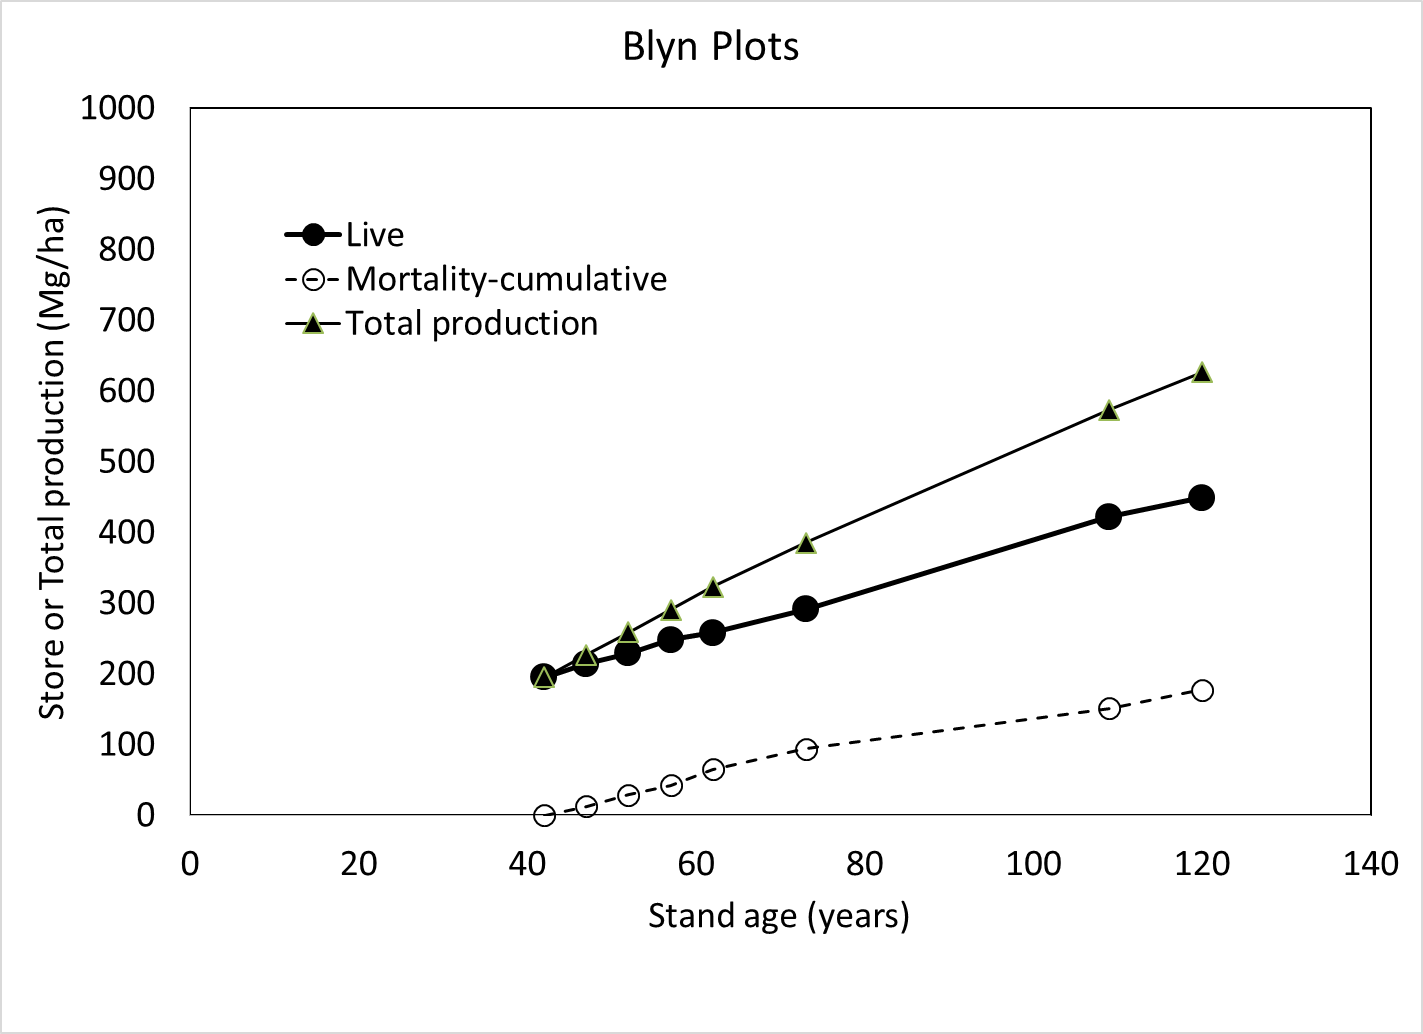 Blyn Plots
1000
900
800
700
600
500
400
300
200
100
0
Store or Total production (Mg/ha)
Live
Mortality-cumulative
Total production
0 20 40 60 80 100 120 140
Stand age (years)